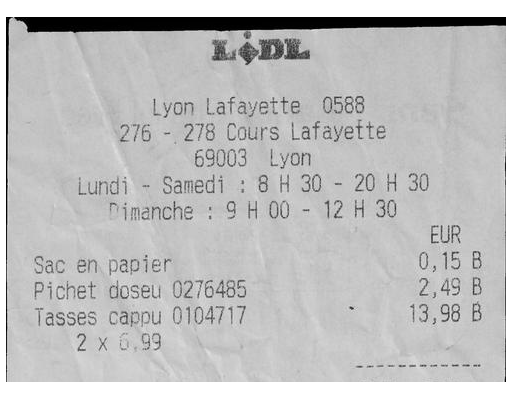 LIDL
Lyon Lafayette 0588
276 - 278 Cours Lafayette
69003 Lyon
Lundi - Samedi : 8 H 30 - 20 H 30
Dimanche : 9 H 00 - 12 H 30
EUR
Sac en papier 0,15 B
Pichet doseu 0276485 2,49 B
Tasses cappu 0104717 13,98 B
2 x 6,99
------------